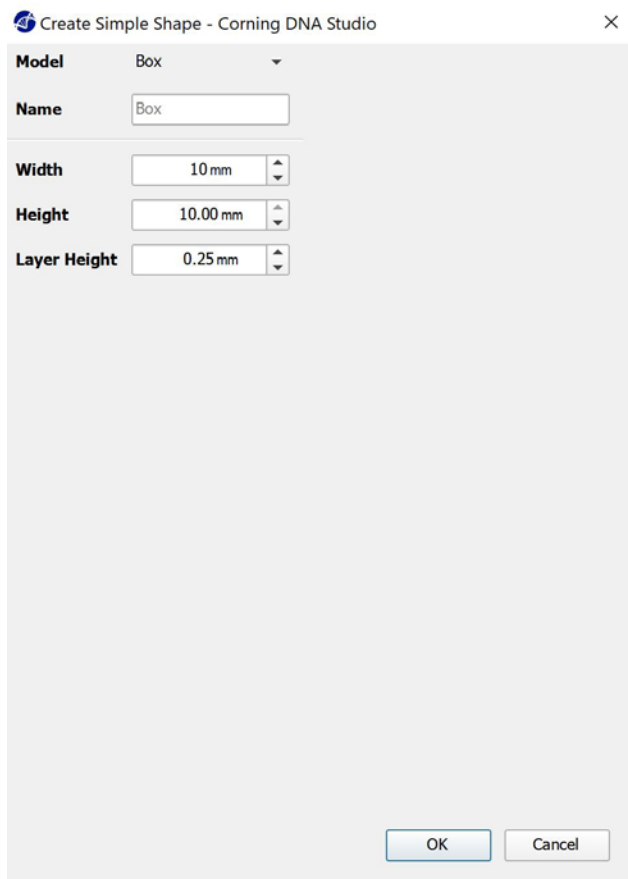 Create Simple Shape - Corning DNA Studio
Model Box
Name Box
Width 10 mm
Height 10.00 mm
Layer Height 0.25 mm
OK Cancel